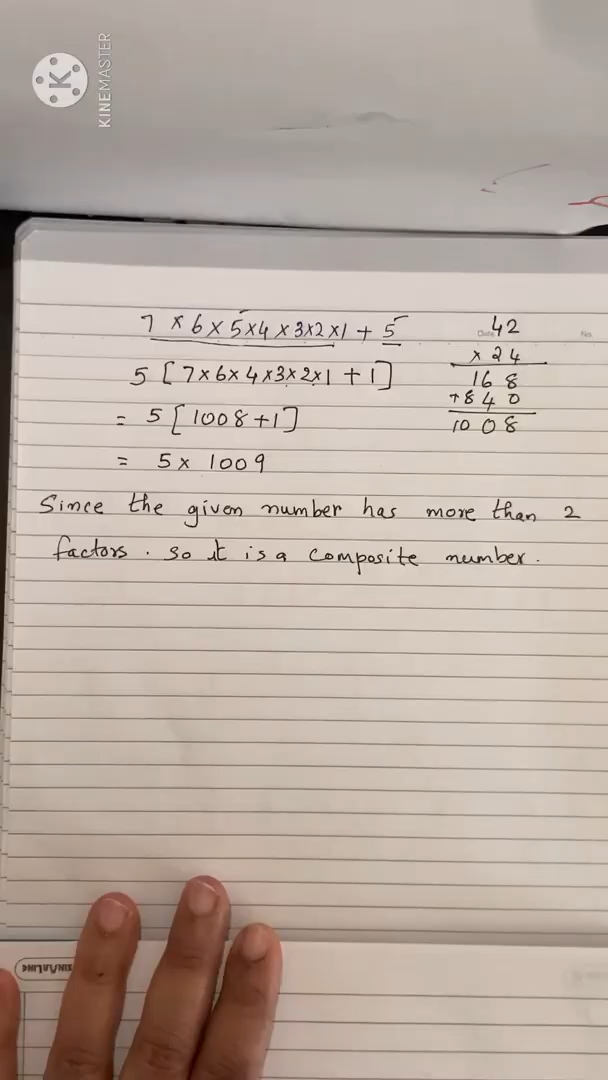 KINEMASTER
7 × 6 × 5 × 4 × 3 × 2 × 1 + 5
5 [ 7 × 6 × 4 × 3 × 2 × 1 + 1 ]
= 5 [ 1008 + 1 ]
= 5 × 1009
42
× 24
168
+ 840
1008
Date
No.
Since the given number has more than 2
factors . so it is a composite number .